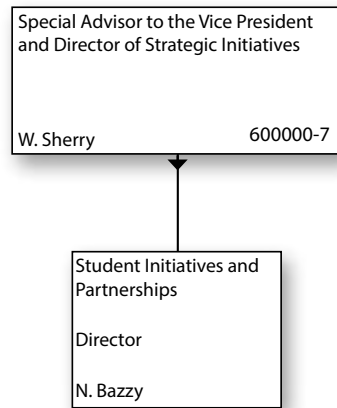 Special Advisor to the Vice President
and Director of Strategic Initiatives
W. Sherry 600000-7
Student Initiatives and
Partnerships
Director
N. Bazzy